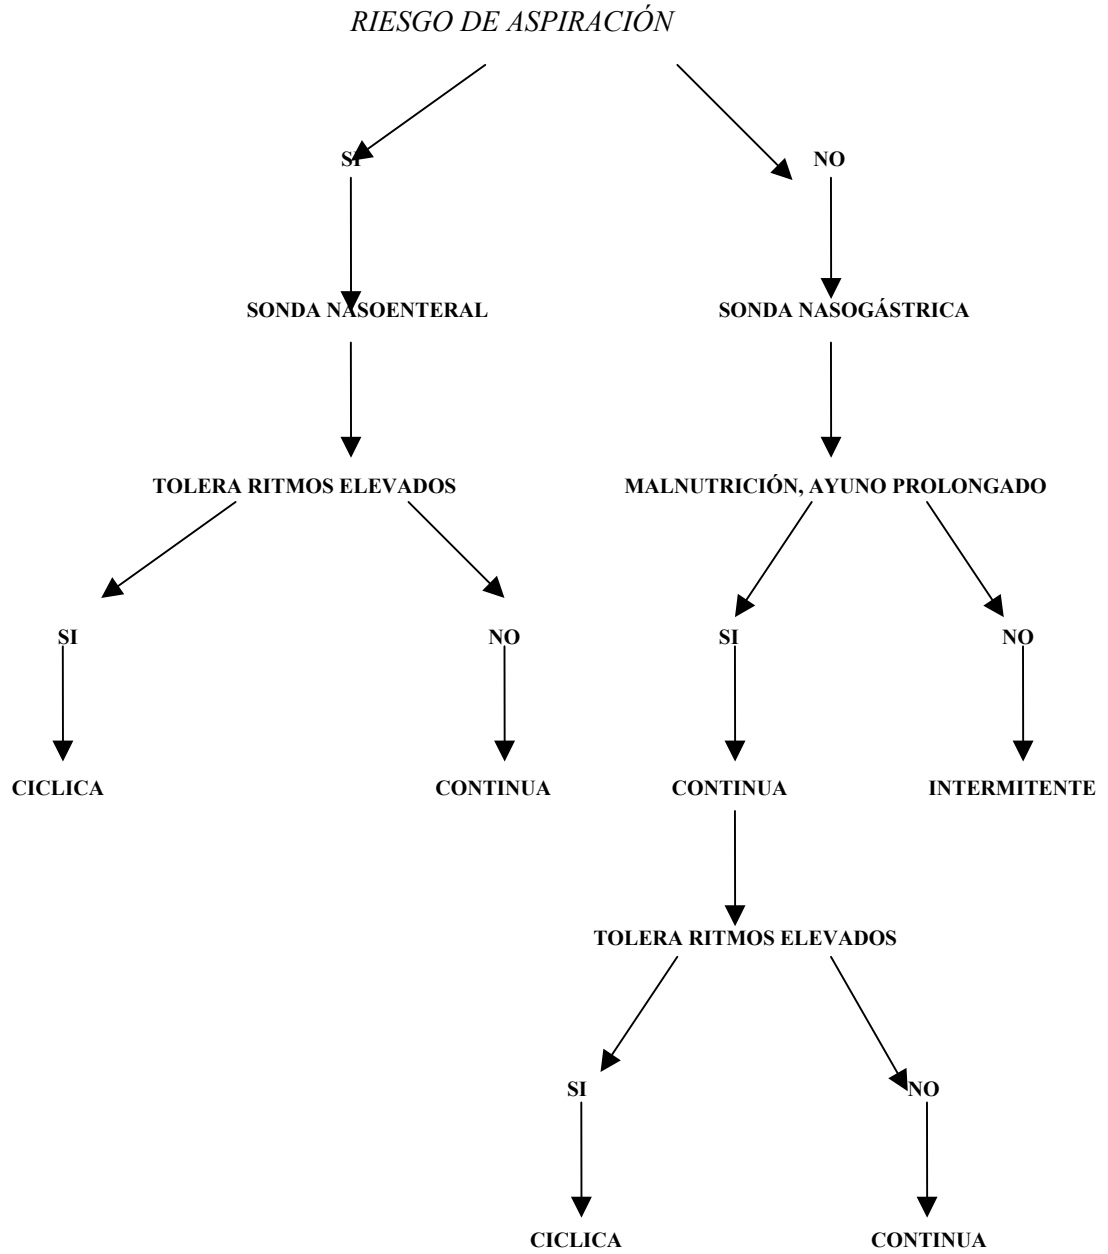 RIESGO DE ASPIRACIÓN
SI NO
SONDA NASOENTERAL SONDA NASOGÁSTRICA
TOLERA RITMOS ELEVADOS MALNUTRICIÓN, AYUNO PROLONGADO
SI NO SI NO
CICLICA CONTINUA CONTINUA INTERMITENTE
TOLERA RITMOS ELEVADOS
SI NO
CICLICA CONTINUA